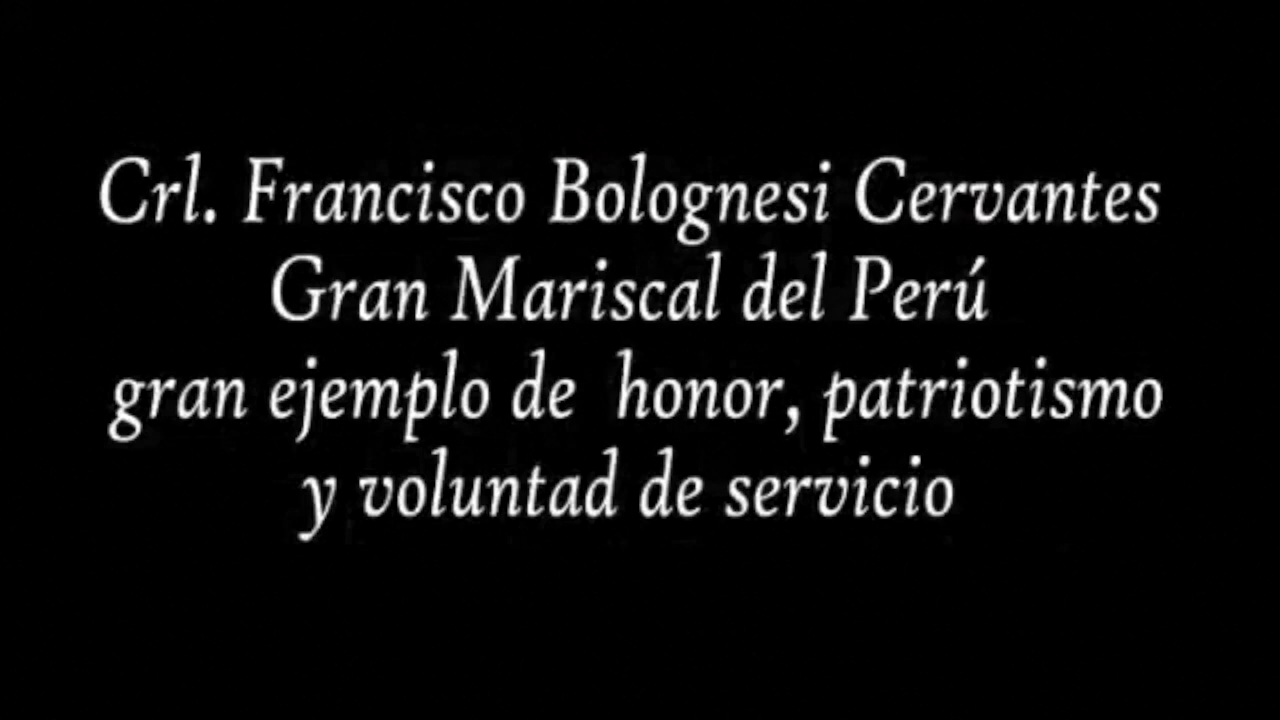 Crl. Francisco Bolognesi Cervantes
Gran Mariscal del Perú
gran ejemplo de  honor, patriotismo
y voluntad de servicio